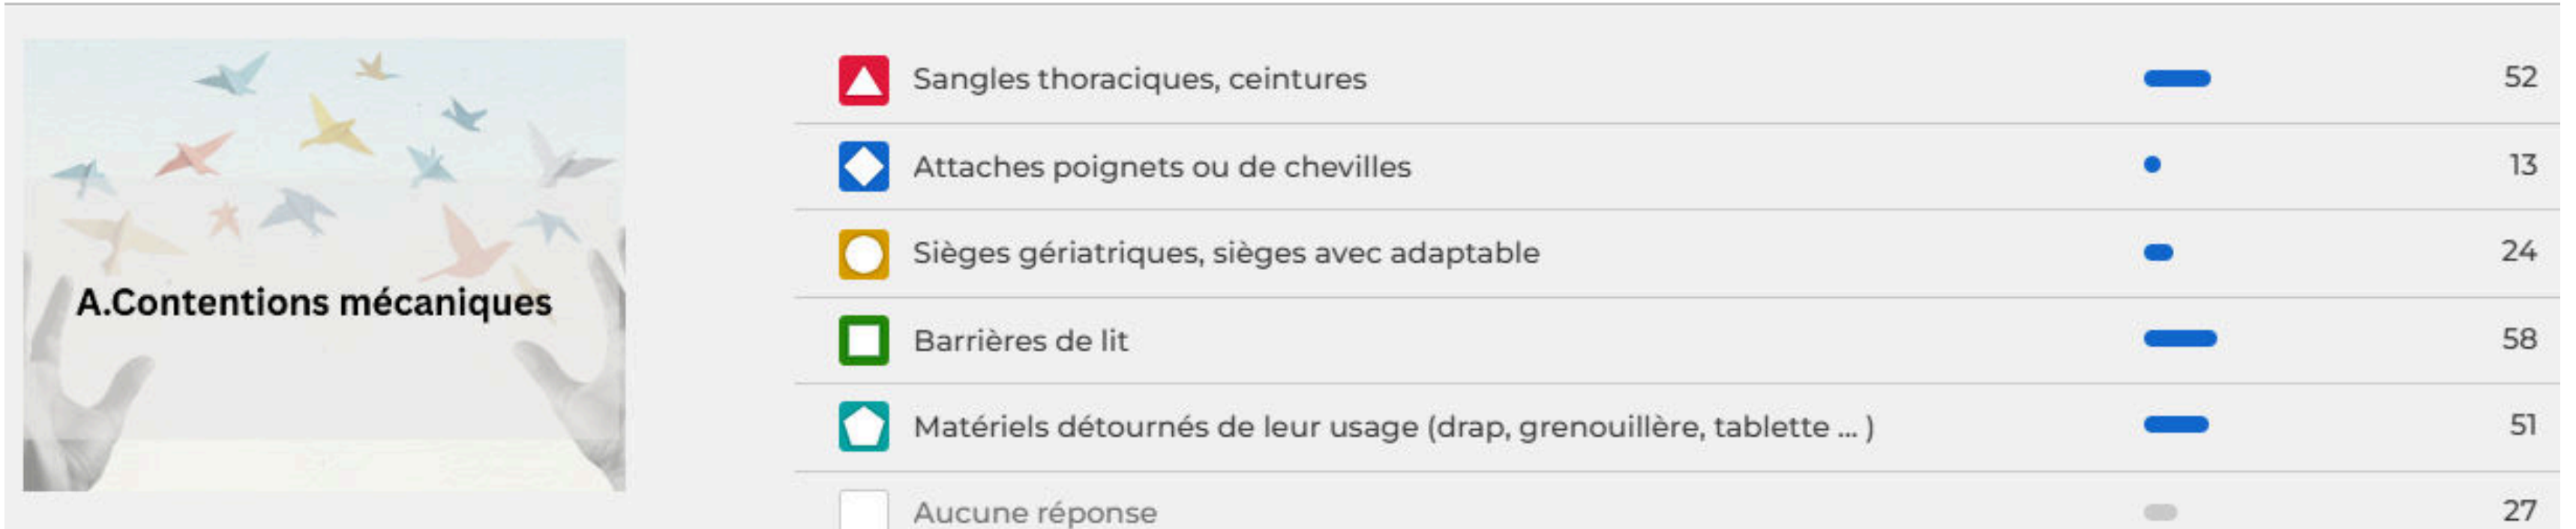 A.Contentions mécaniques
Sangles thoraciques, ceintures 52
Attaches poignets ou de chevilles 13
Sièges gériatriques, sièges avec adaptable 24
Barrières de lit 58
Matériels détournés de leur usage (drap, grenouillère, tablette ... ) 51
Aucune réponse 27